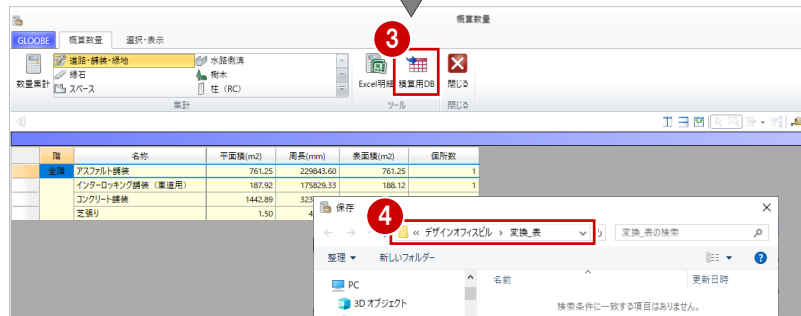 概算数量
GLOOBE 概算数量 選択・表示
3
数量集計
道路・舗装・緑地 水路側溝
縁石 樹木
スペース 柱（RC）
Excel明細 積算用DB 閉じる
集計 ツール 閉じる
階 名称 平面積(m2) 周長(mm) 表面積(m2) 個所数
全階 アスファルト舗装 761.25 229843.60 761.25 1
インターロッキング舗装（車道用） 187.92 175829.33 188.12 1
コンクリート舗装 1442.89 323
芝張り 1.50 4
保存
4
« デザインオフィスビル › 変換_表 変換_表の検索
整理 新しいフォルダー
PC 名前 更新日時
3D オブジェクト 検索条件に一致する項目はありません。